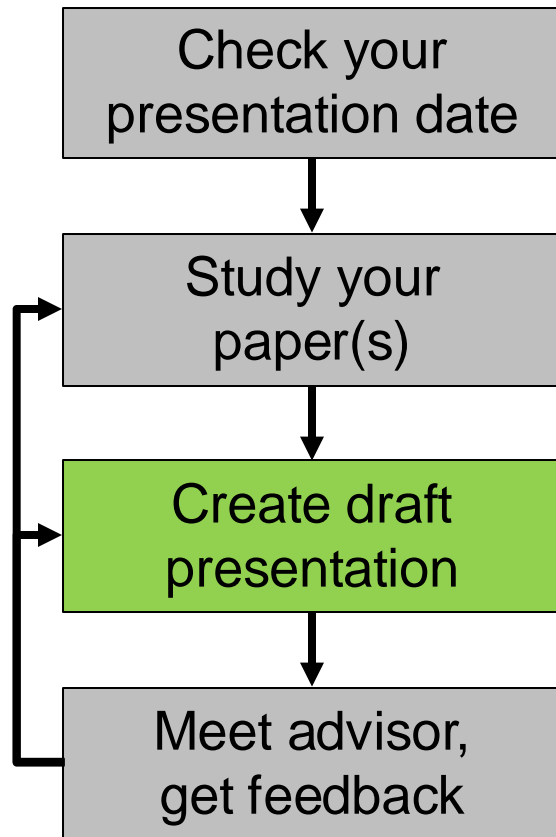 Check your
presentation date
Study your
paper(s)
Create draft
presentation
Meet advisor,
get feedback